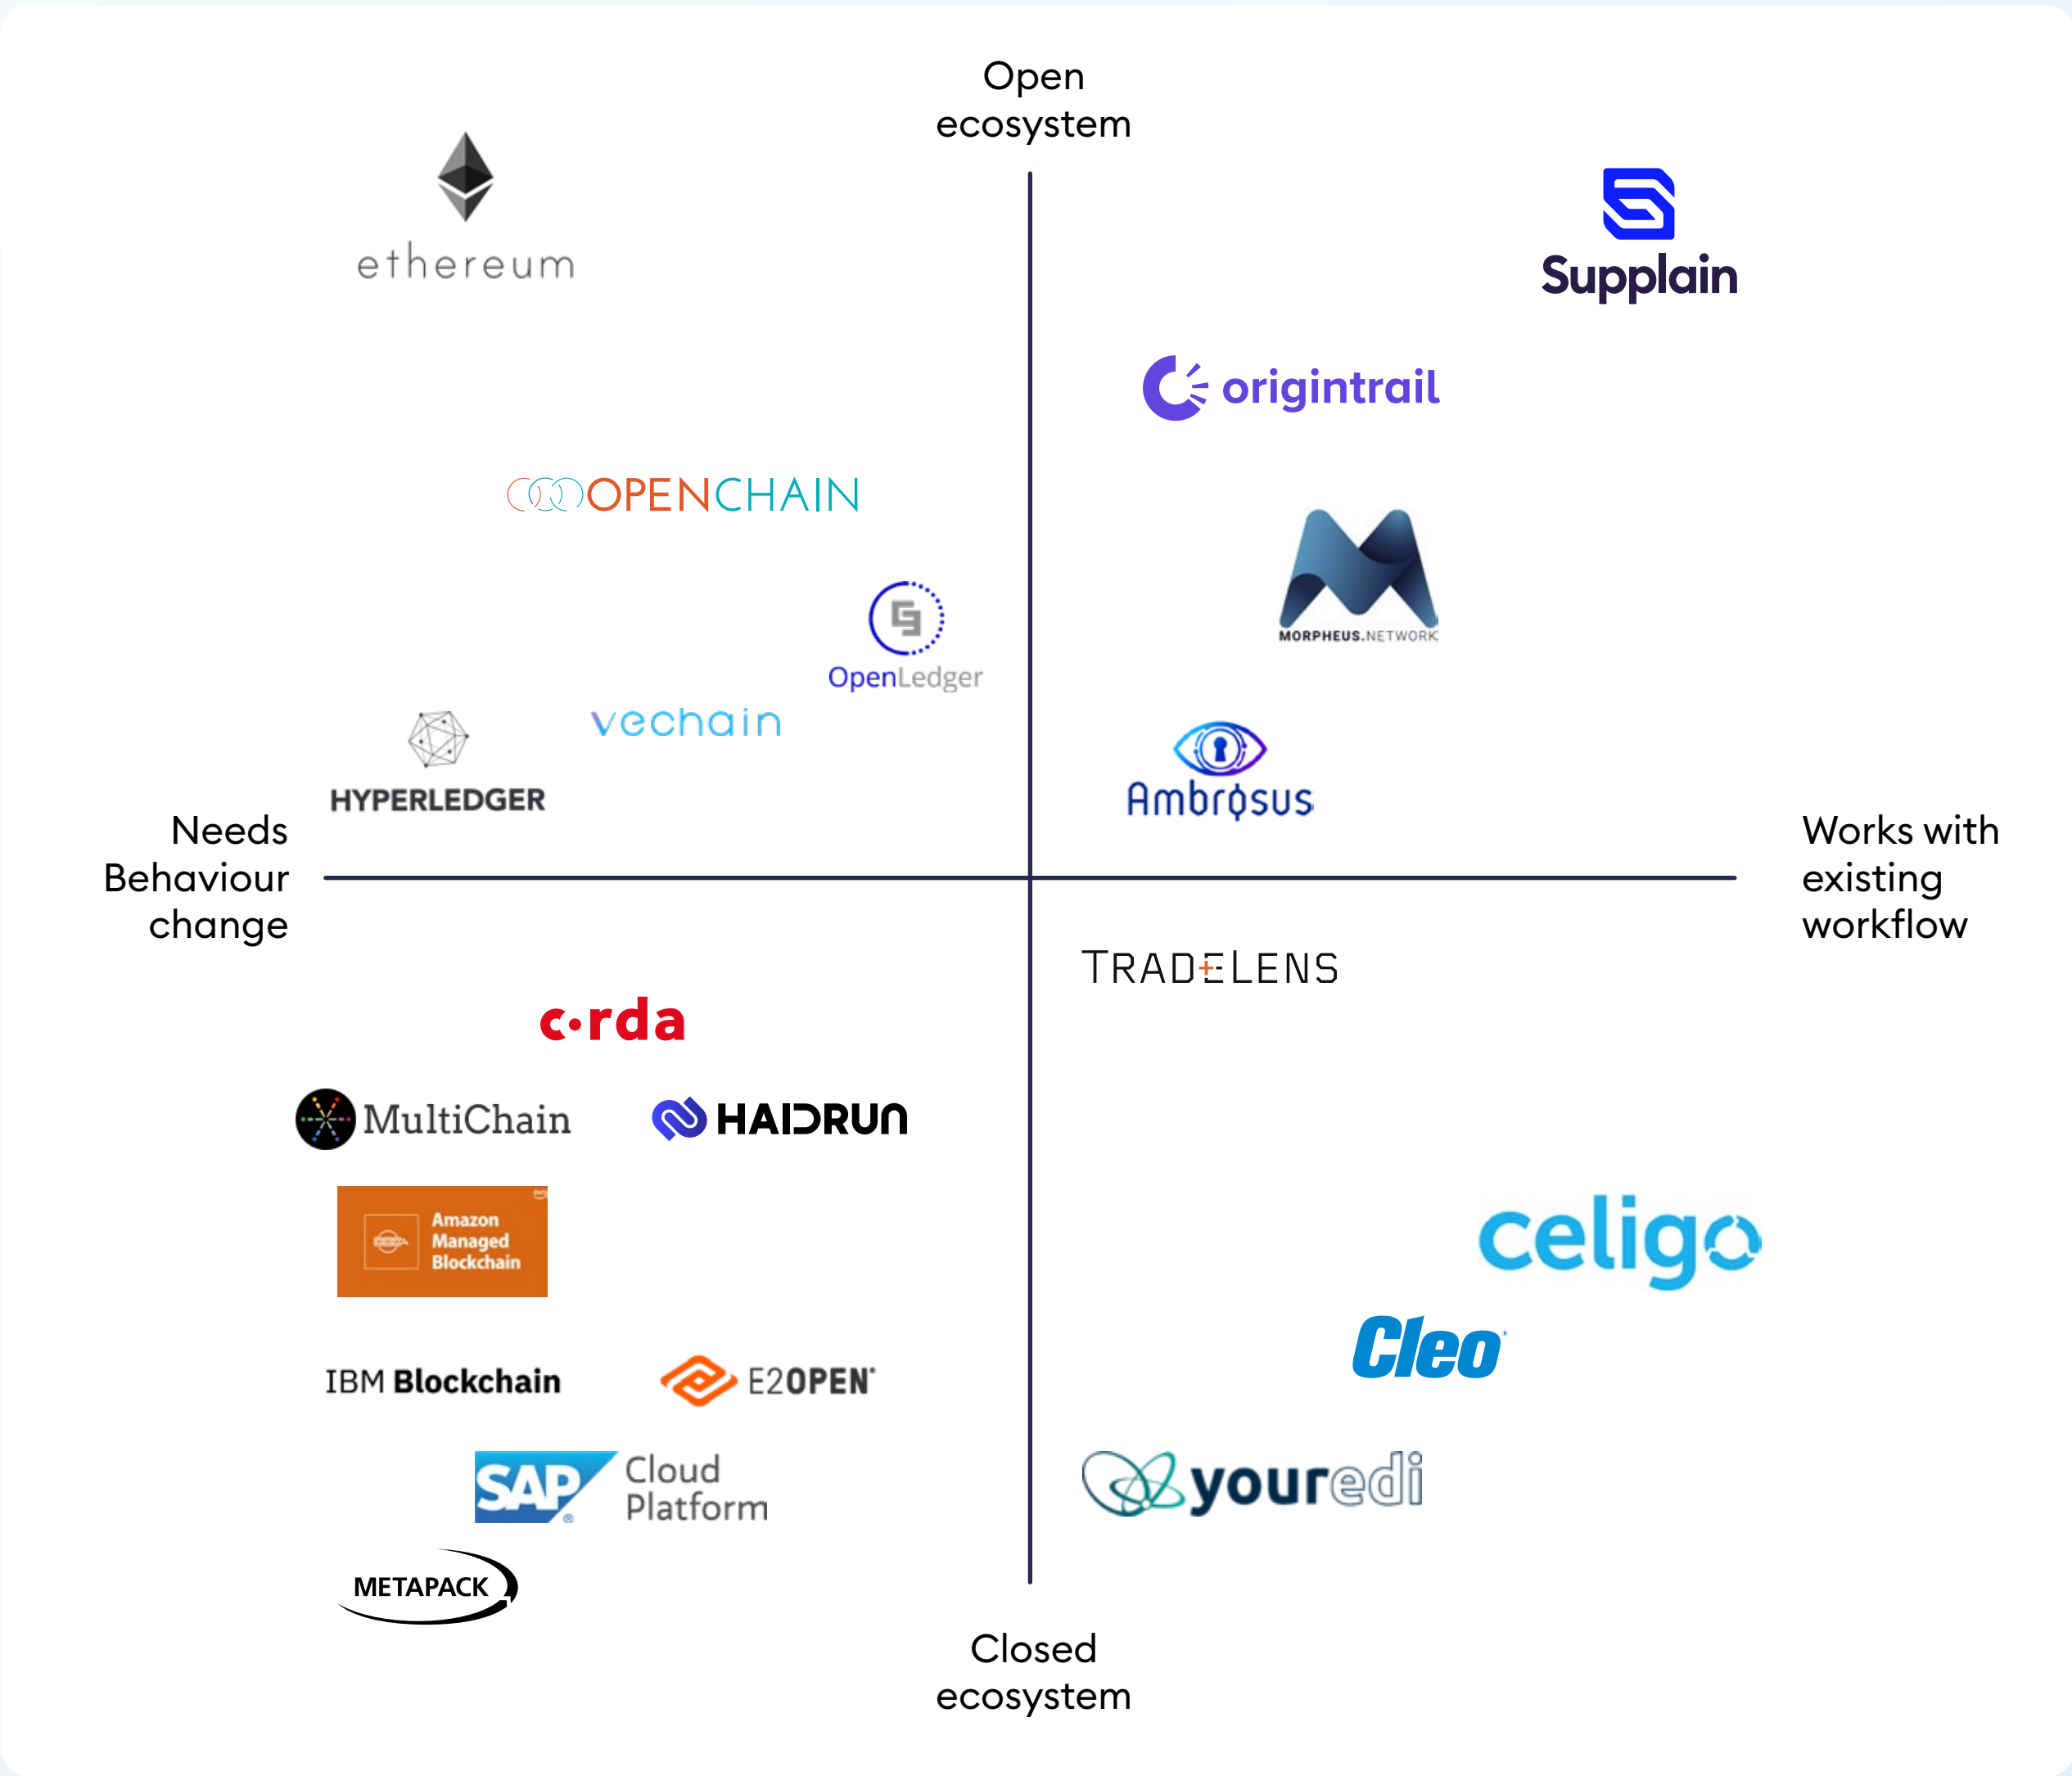 Open
ecosystem
ethereum
Supplain
origintrail
OPENCHAIN
MORPHEUS.NETWORK
OpenLedger
vechain
HYPERLEDGER
Ambrosus
Needs
Behaviour
change
Works with
existing
workflow
TRADELENS
c•rda
MultiChain
HAIDRUN
Amazon
Managed
Blockchain
celigo
Cleo
IBM Blockchain
E2OPEN®
SAP®
Cloud
Platform
youredi
METAPACK
Closed
ecosystem